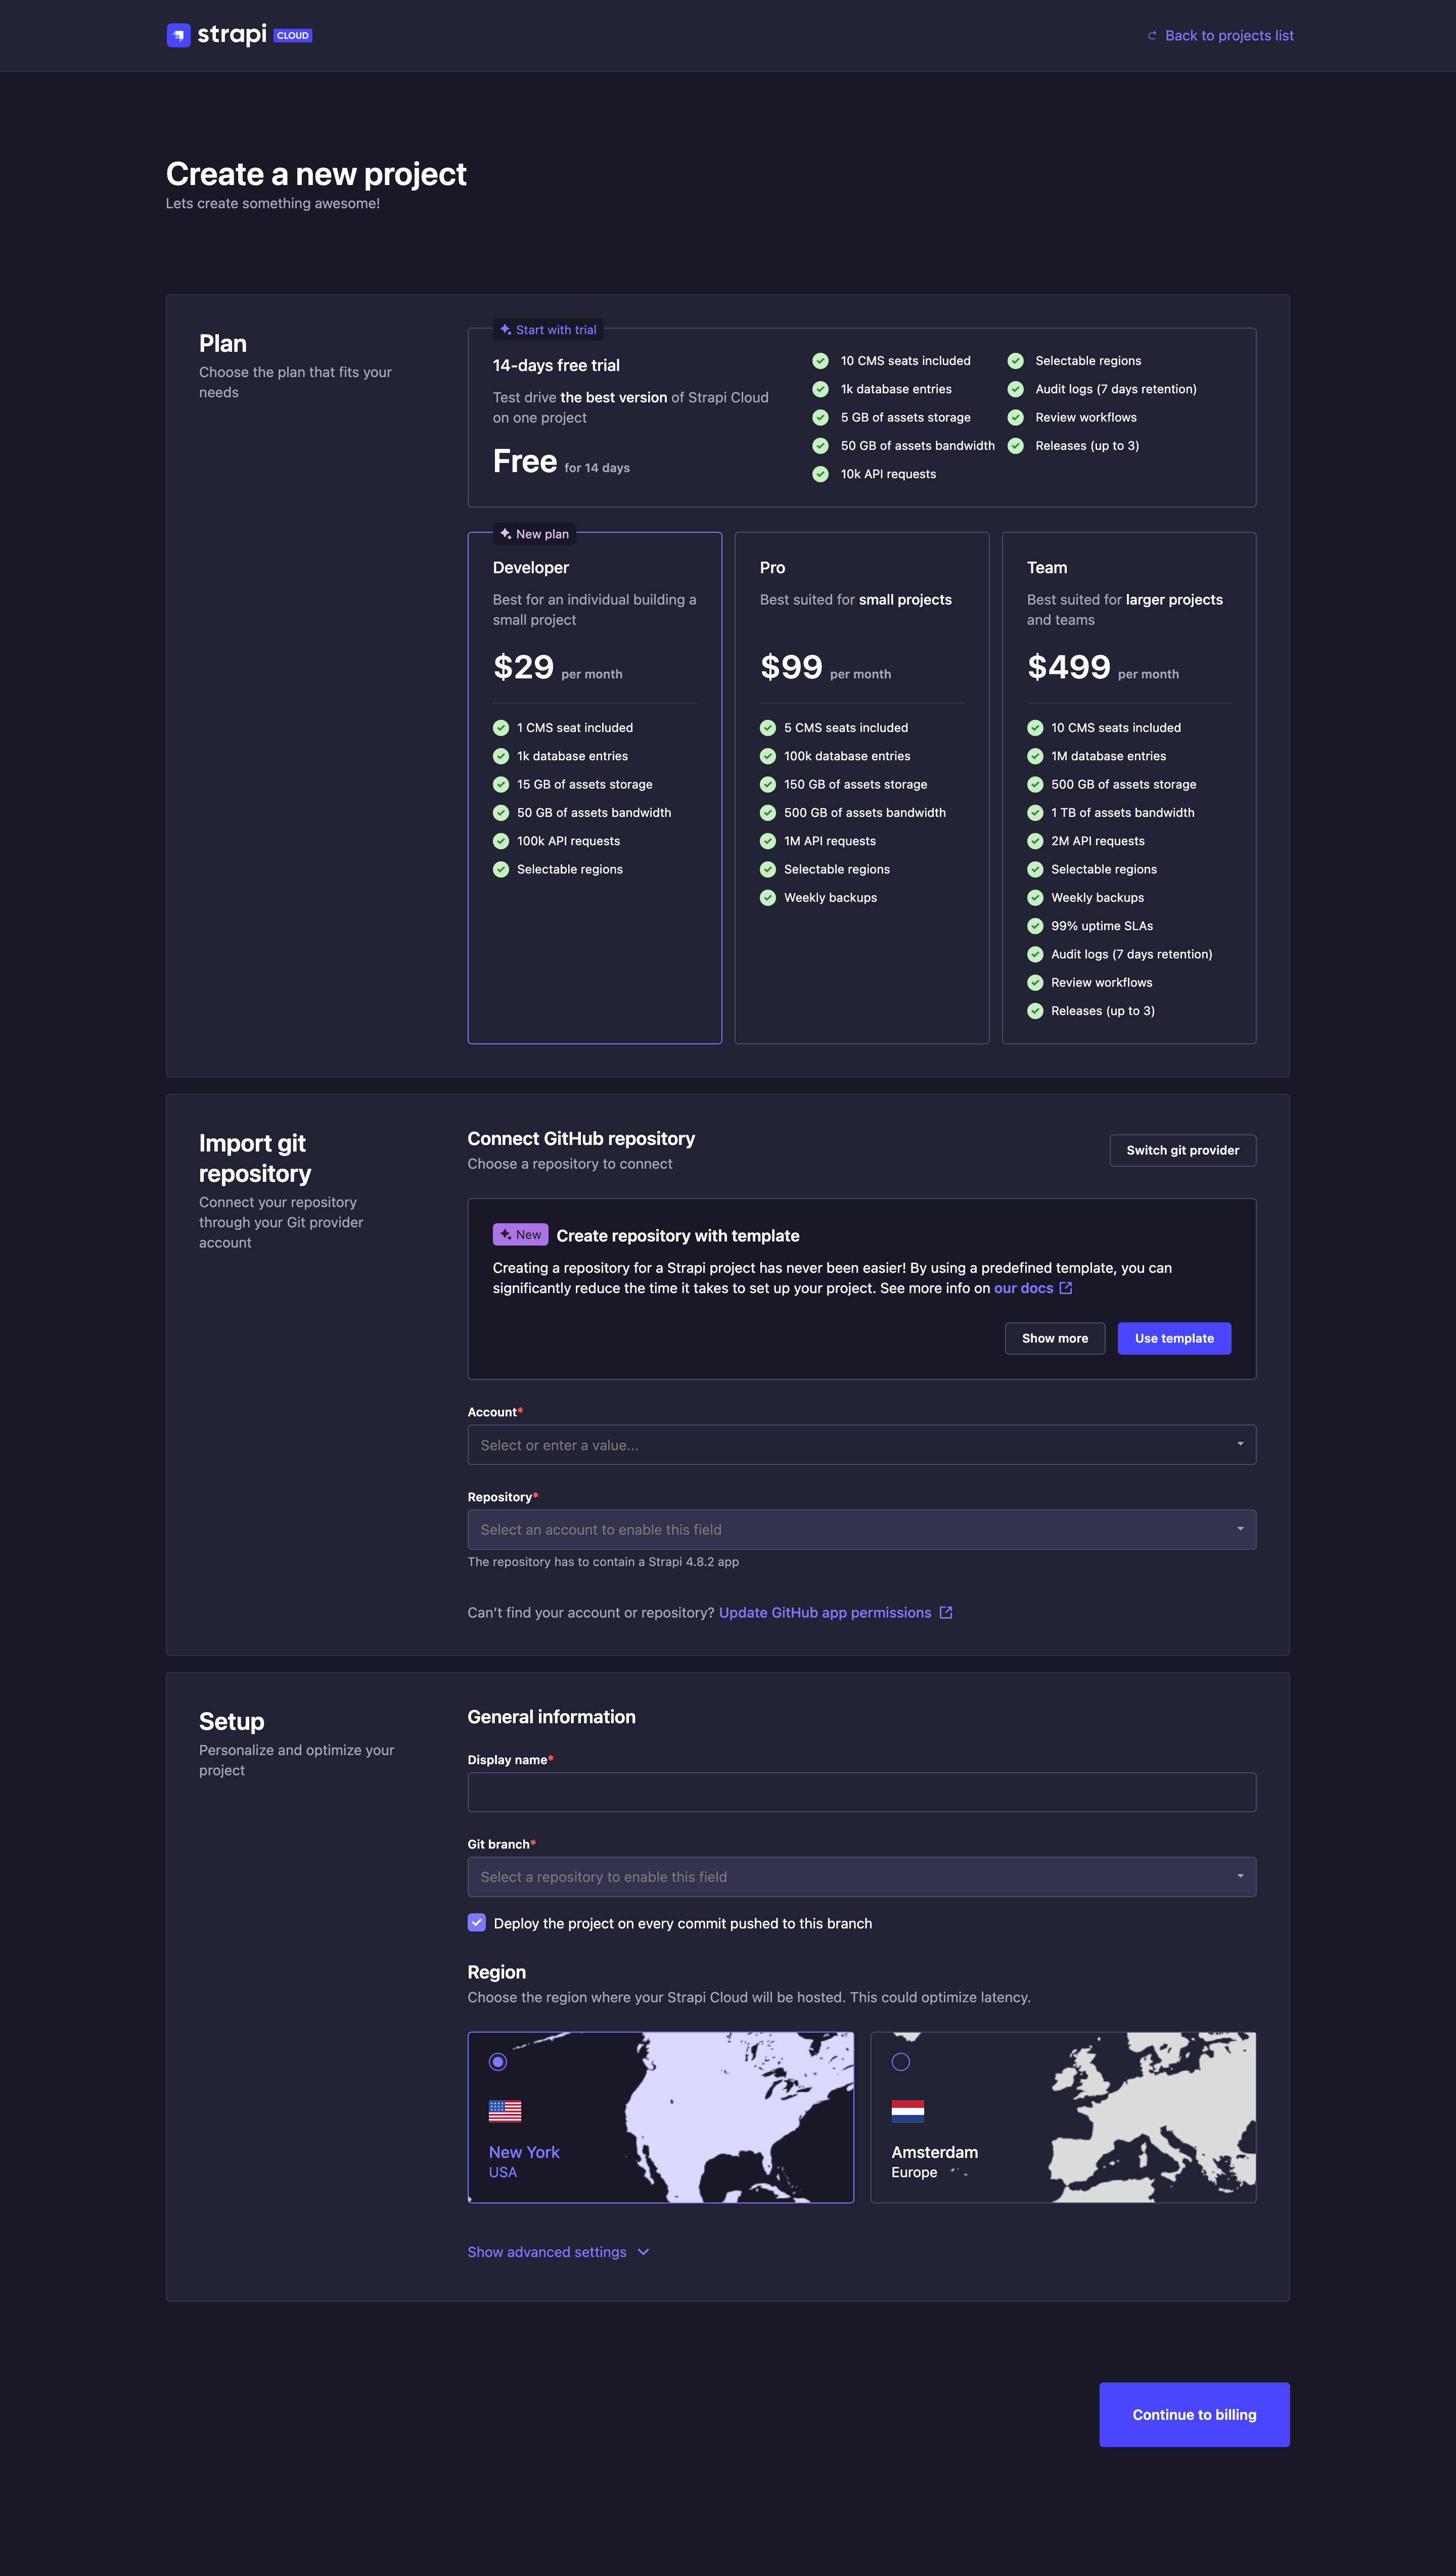 strapi CLOUD
Back to projects list
Create a new project
Lets create something awesome!
Plan
Choose the plan that fits your
needs
Start with trial
14-days free trial
Test drive the best version of Strapi Cloud
on one project
Free for 14 days
10 CMS seats included
1k database entries
5 GB of assets storage
50 GB of assets bandwidth
10k API requests
Selectable regions
Audit logs (7 days retention)
Review workflows
Releases (up to 3)
New plan
Developer
Best for an individual building a
small project
$29 per month
1 CMS seat included
1k database entries
15 GB of assets storage
50 GB of assets bandwidth
100k API requests
Selectable regions
Pro
Best suited for small projects
$99 per month
5 CMS seats included
100k database entries
150 GB of assets storage
500 GB of assets bandwidth
1M API requests
Selectable regions
Weekly backups
Team
Best suited for larger projects
and teams
$499 per month
10 CMS seats included
1M database entries
500 GB of assets storage
1 TB of assets bandwidth
2M API requests
Selectable regions
Weekly backups
99% uptime SLAs
Audit logs (7 days retention)
Review workflows
Releases (up to 3)
Import git
repository
Connect your repository
through your Git provider
account
Connect GitHub repository
Choose a repository to connect
Switch git provider
New Create repository with template
Creating a repository for a Strapi project has never been easier! By using a predefined template, you can
significantly reduce the time it takes to set up your project. See more info on our docs
Show more
Use template
Account*
Select or enter a value...
Repository*
Select an account to enable this field
The repository has to contain a Strapi 4.8.2 app
Can’t find your account or repository? Update GitHub app permissions
Setup
Personalize and optimize your
project
General information
Display name*
Git branch*
Select a repository to enable this field
Deploy the project on every commit pushed to this branch
Region
Choose the region where your Strapi Cloud will be hosted. This could optimize latency.
New York
USA
Amsterdam
Europe
Show advanced settings
Continue to billing